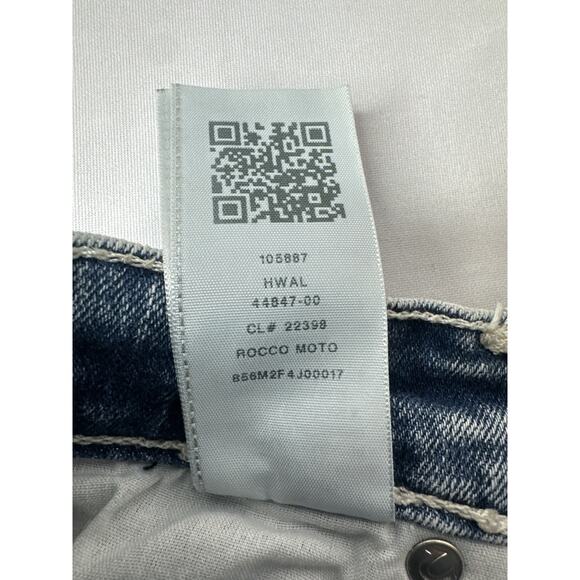 105887
HWAL
44847-00
CL# 22398
ROCCO MOTO
856M2F4J00017